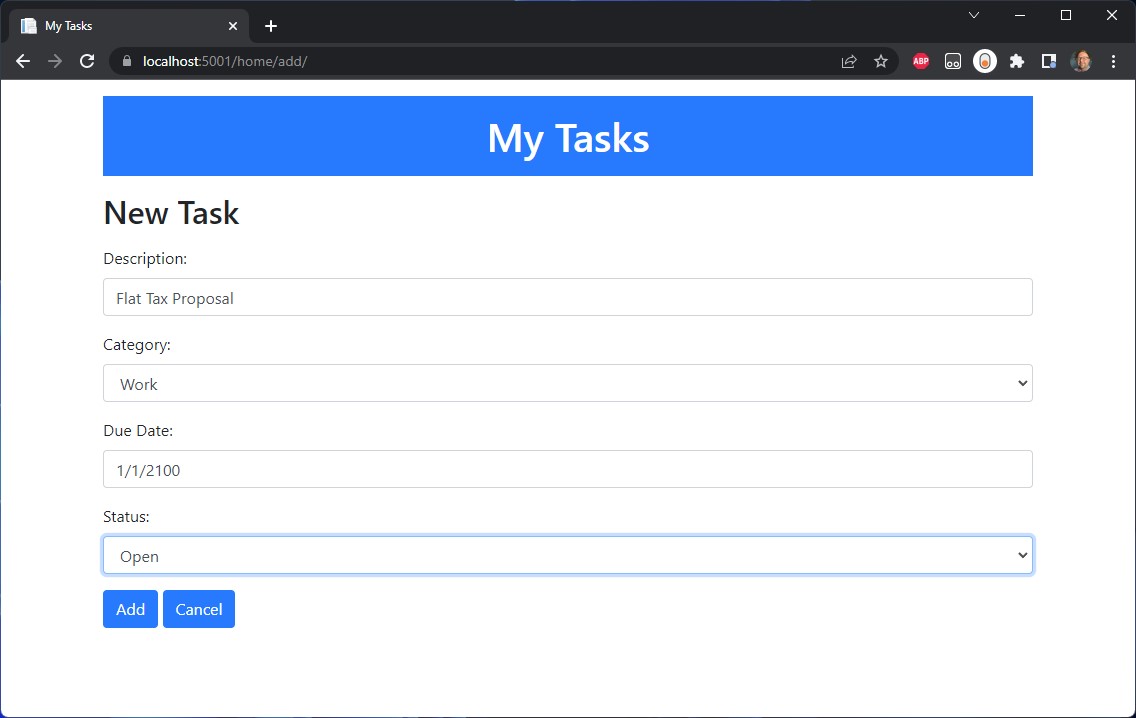 My Tasks
localhost:5001/home/add/
ABP
My Tasks
New Task
Description:
Flat Tax Proposal
Category:
Work
Due Date:
1/1/2100
Status:
Open
Add Cancel